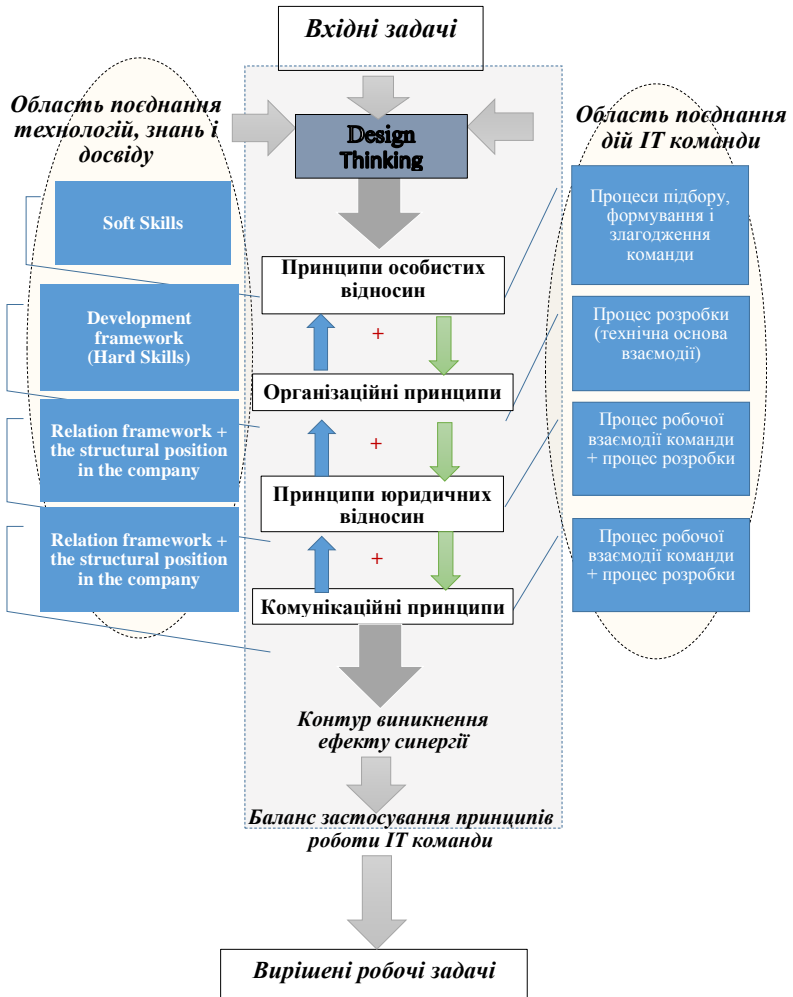 Вхідні задачі
Область поєднання
технологій, знань і
досвіду
Design
Thinking
Область поєднання
дій ІТ команди
Soft Skills
Development
framework
(Hard Skills)
Relation framework +
the structural position
in the company
Relation framework +
the structural position
in the company
Принципи особистих
відносин
+
Організаційні принципи
+
Принципи юридичних
відносин
+
Комунікаційні принципи
Процеси підбору,
формування і
злагодження
команди
Процес розробки
(технічна основа
взаємодії)
Процес робочої
взаємодії команди
+ процес розробки
Процес робочої
взаємодії команди
+ процес розробки
Контур виникнення
ефекту синергії
Баланс застосування принципів
роботи ІТ команди
Вирішені робочі задачі